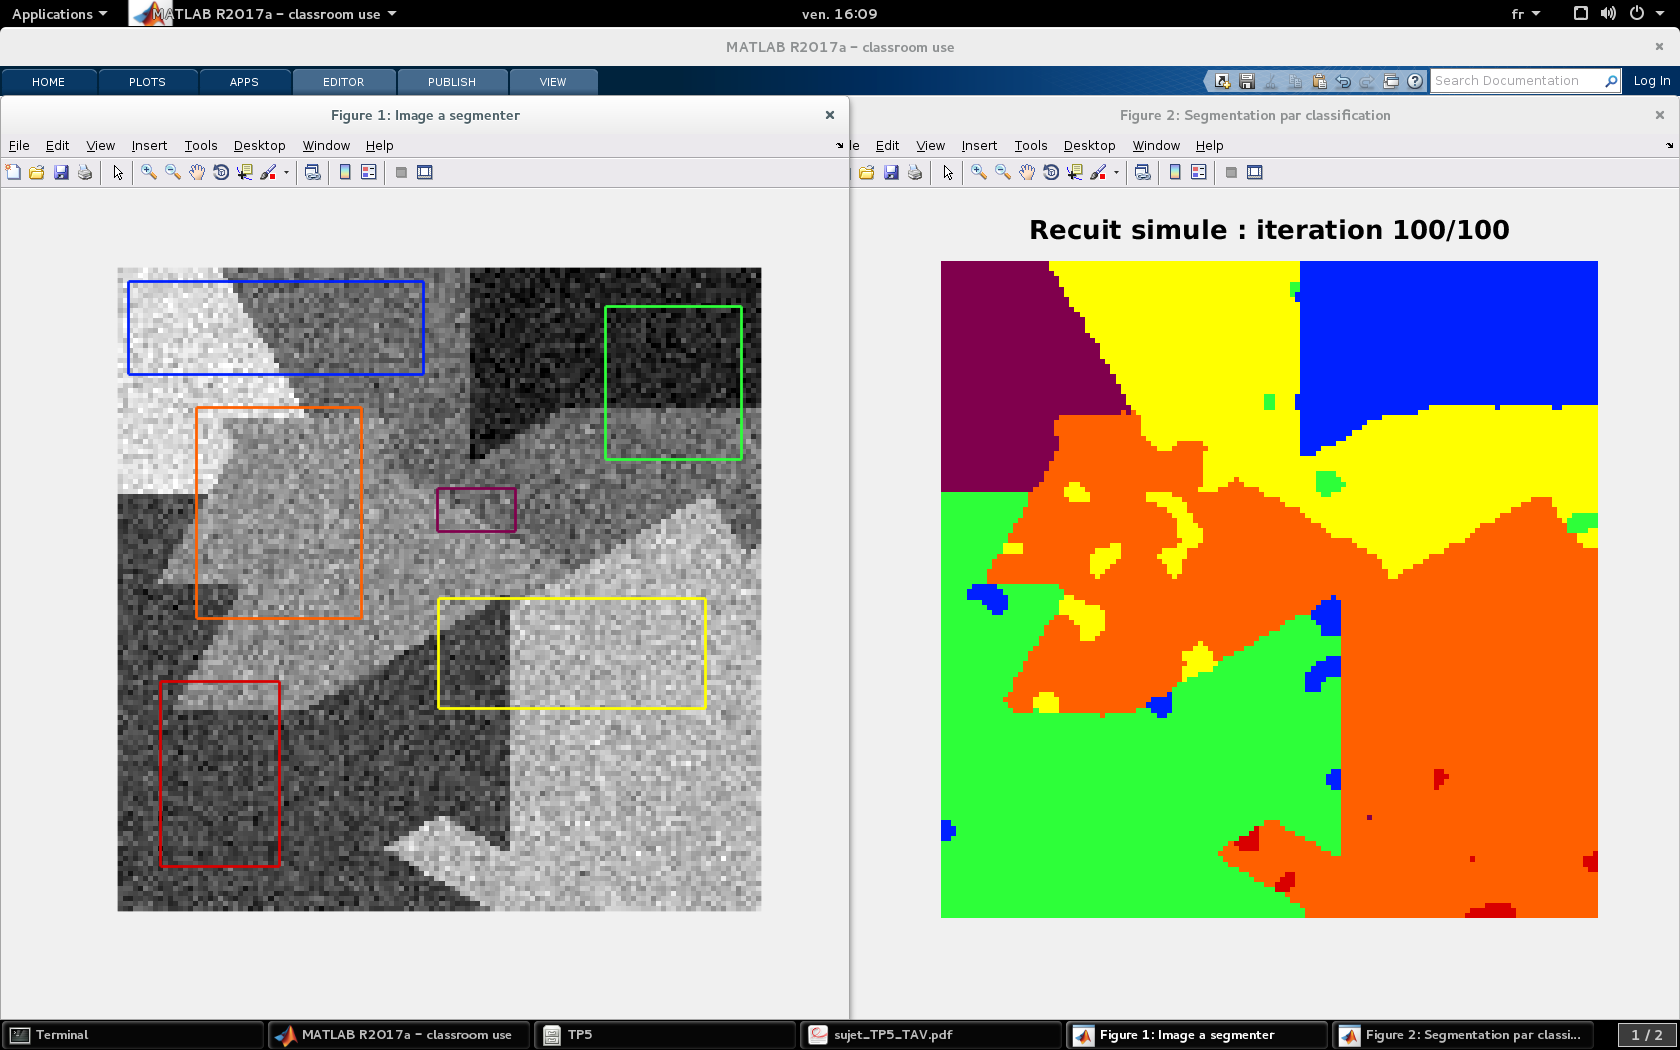 Applications MATLAB R2017a – classroom use ven. 16:09 fr
MATLAB R2017a – classroom use
HOME PLOTS APPS EDITOR PUBLISH VIEW Search Documentation Log In
Figure 1: Image a segmenter
File Edit View Insert Tools Desktop Window Help
Figure 2: Segmentation par classification
le Edit View Insert Tools Desktop Window Help
Recuit simule : iteration 100/100
Terminal MATLAB R2017a – classroom use TP5 sujet_TP5_TAV.pdf Figure 1: Image a segmenter Figure 2: Segmentation par classi... 1 / 2